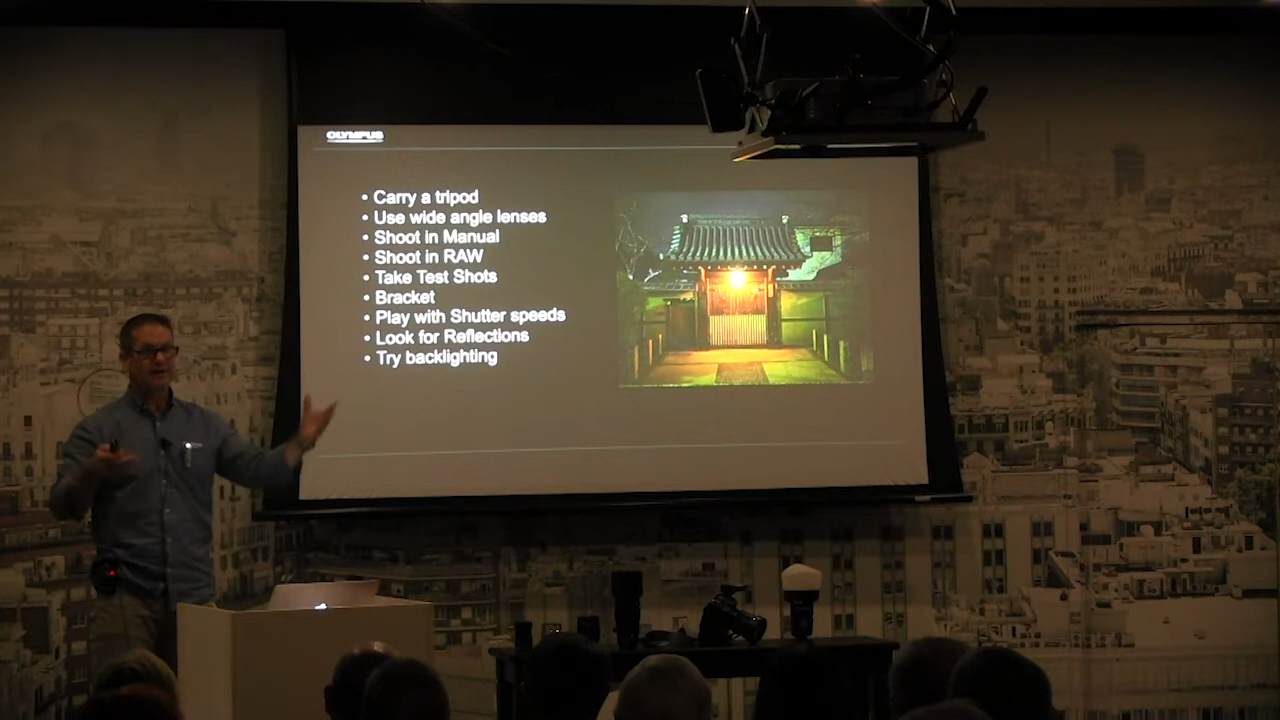 OLYMPUS
• Carry a tripod
• Use wide angle lenses
• Shoot in Manual
• Shoot in RAW
• Take Test Shots
• Bracket
• Play with Shutter speeds
• Look for Reflections
• Try backlighting